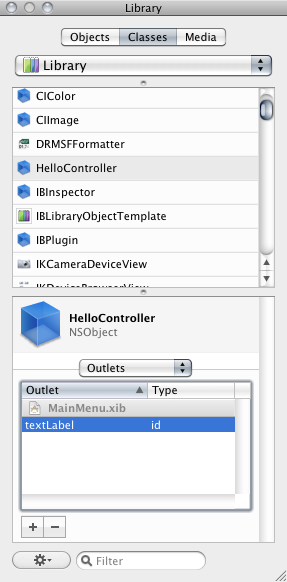 Library
Objects Classes Media
Library
CIColor
CIImage
DRMSFFormatter
HelloController
IBInspector
IBLibraryObjectTemplate
IBPlugin
IKCameraDeviceView
IKDeviceBrowserView
HelloController
NSObject
Outlets
Outlet Type
MainMenu.xib
textLabel id
Filter